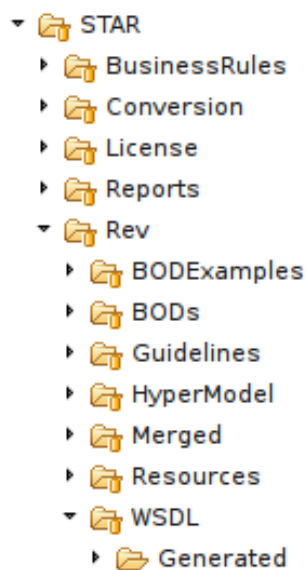 STAR
BusinessRules
Conversion
License
Reports
Rev
BODExamples
BODs
Guidelines
HyperModel
Merged
Resources
WSDL
Generated